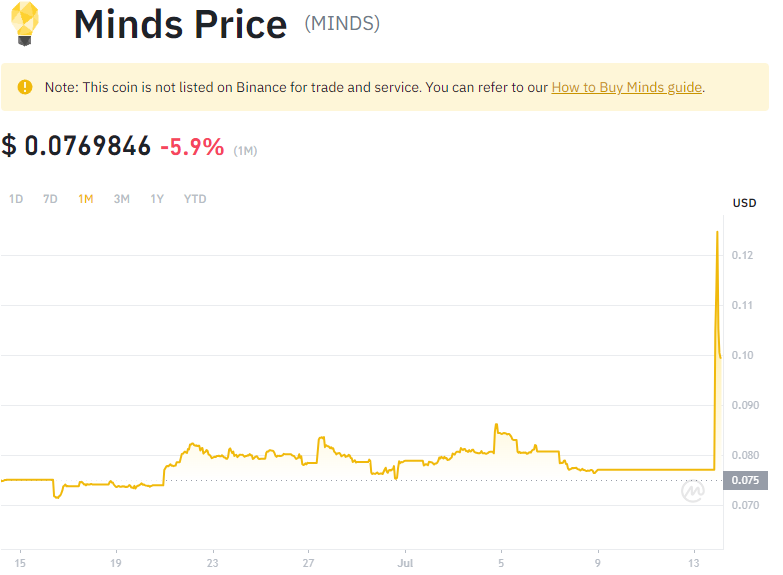 Minds Price (MINDS)
Note: This coin is not listed on Binance for trade and service. You can refer to our How to Buy Minds guide.
$ 0.0769846 -5.9% (1M)
1D 7D 1M 3M 1Y YTD
USD
0.12
0.11
0.10
0.090
0.080
0.075
0.070
15 19 23 27 Jul 5 9 13